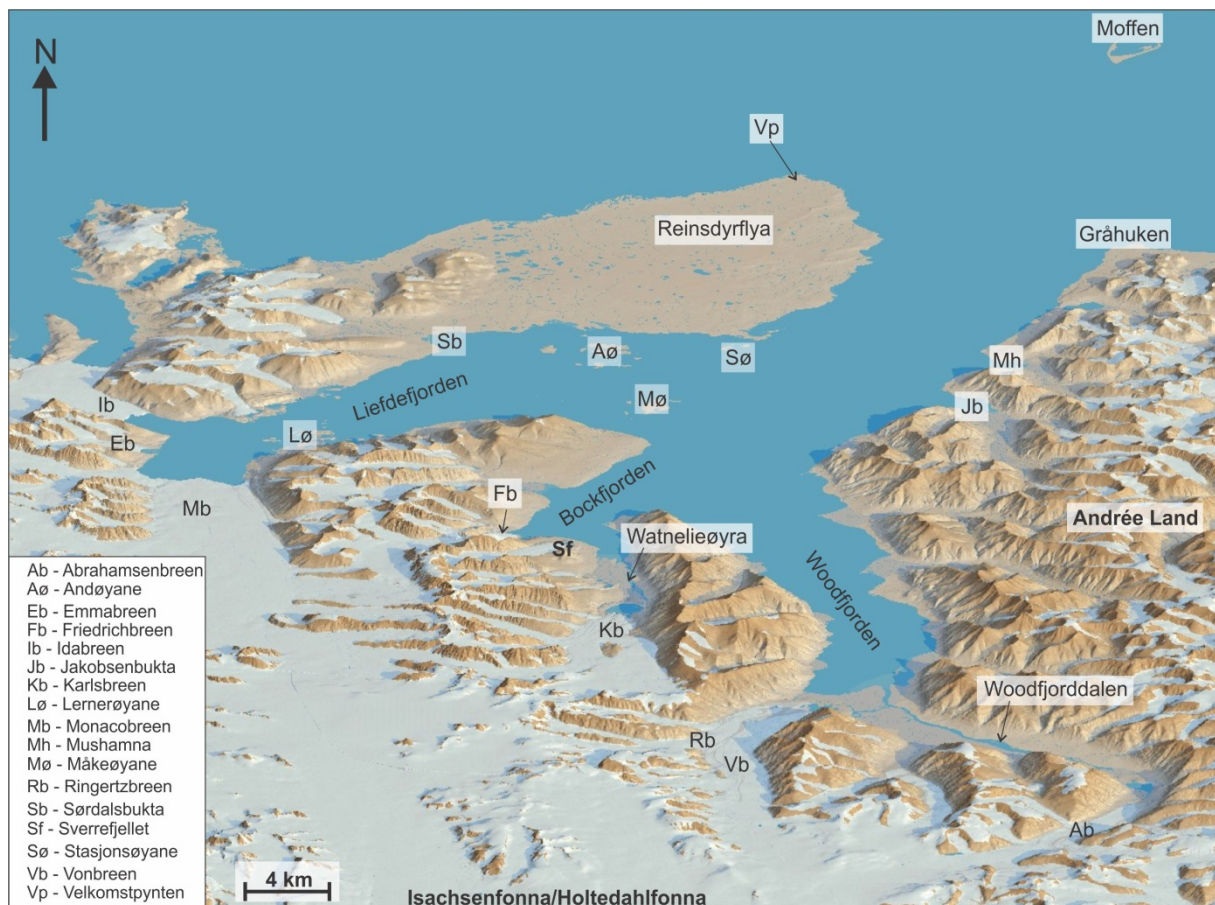 Moffen
N
Vp
Reinsdyrflya
Gråhuken
Sb
Aø
Sø
Mh
Liefdefjorden
Ib
Mø
Jb
Lø
Eb
Fb
Bockfjorden
Mb
Andrée Land
Sf
Watnelieøyra
Woodfjorden
Kb
Woodfjorddalen
Rb
Vb
Ab
4 km
Isachsenfonna/Holtedahlfonna
Ab - Abrahamsenbreen
Aø - Andøyane
Eb - Emmabreen
Fb - Friedrichbreen
Ib - Idabreen
Jb - Jakobsenbukta
Kb - Karlsbreen
Lø - Lernerøyane
Mb - Monacobreen
Mh - Mushamna
Mø - Måkeøyane
Rb - Ringertzbreen
Sb - Sørdalsbukta
Sf - Sverrefjellet
Sø - Stasjonsøyane
Vb - Vonbreen
Vp - Velkomstpynten